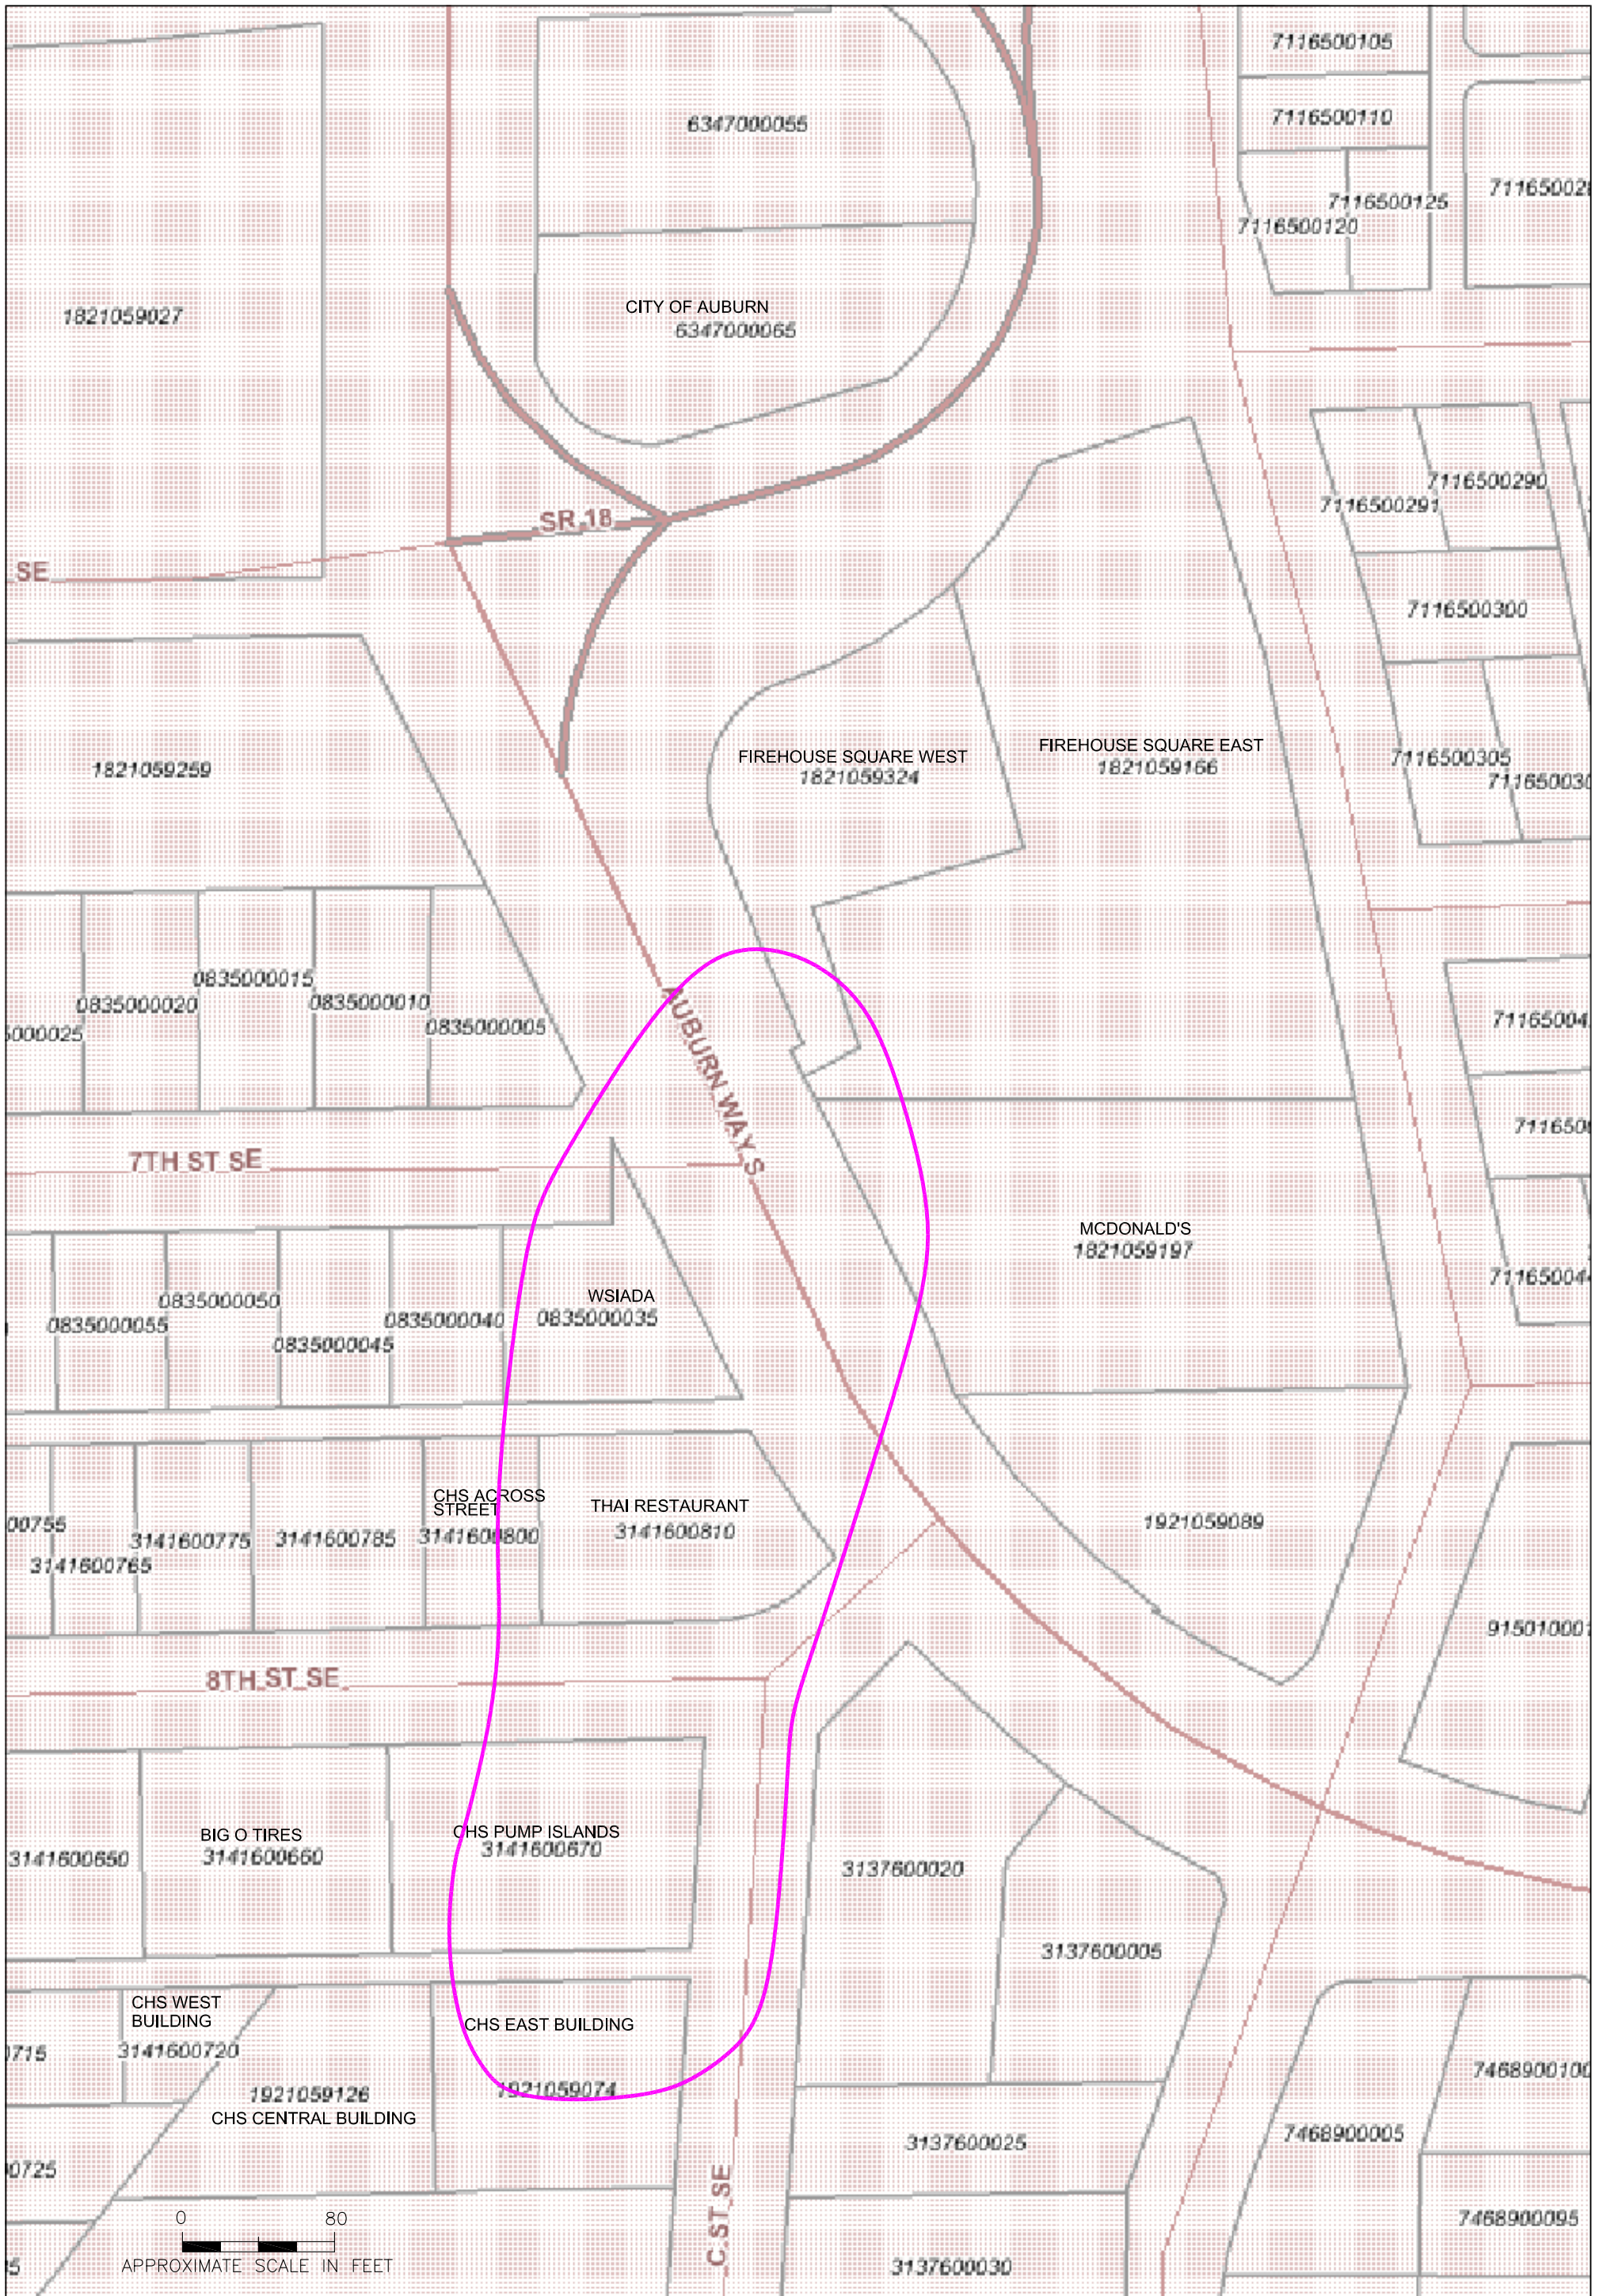 7116500105
7116500110
6347000055
7116500125
7116500120
CITY OF AUBURN
6347000065
1821059027
7116500290
7116500291
SR 18
SE
7116500300
FIREHOUSE SQUARE WEST
1821059324
FIREHOUSE SQUARE EAST
1821059166
1821059259
7116500305
0835000015
0835000020
0835000010
0835000005
AUBURN WAY S
7TH ST SE
MCDONALD'S
1821059197
WSIADA
0835000035
0835000050
0835000055
0835000040
0835000045
CHS ACROSS
STREET
3141600800
THAI RESTAURANT
3141600810
3141600765
3141600775
3141600785
1921059089
8TH ST SE
BIG O TIRES
3141600660
3141600650
CHS PUMP ISLANDS
3141600670
3137600020
3137600005
CHS WEST
BUILDING
3141600720
CHS EAST BUILDING
1921059074
1921059126
CHS CENTRAL BUILDING
7468900100
7468900005
3137600025
C ST SE
7468900095
3137600030
0 80
APPROXIMATE SCALE IN FEET